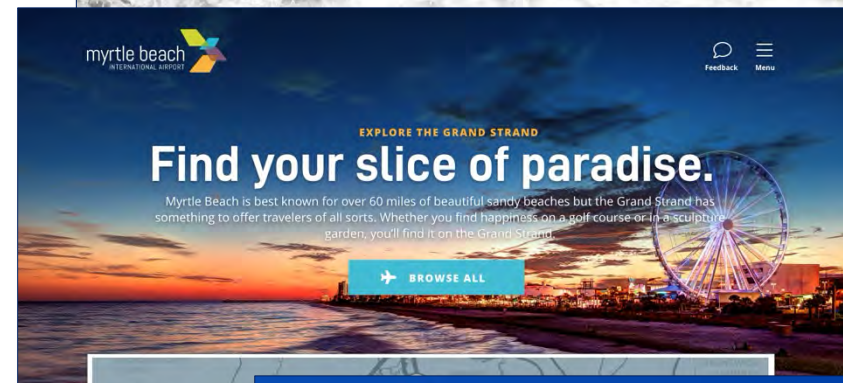 myrtle beach
INTERNATIONAL AIRPORT
Feedback
Menu
EXPLORE THE GRAND STRAND
Find your slice of paradise.
Myrtle Beach is best known for over 60 miles of beautiful sandy beaches but the Grand Strand has
something to offer travelers of all sorts. Whether you find happiness on a golf course or in a sculpture
garden, you'll find it on the Grand Strand.
BROWSE ALL